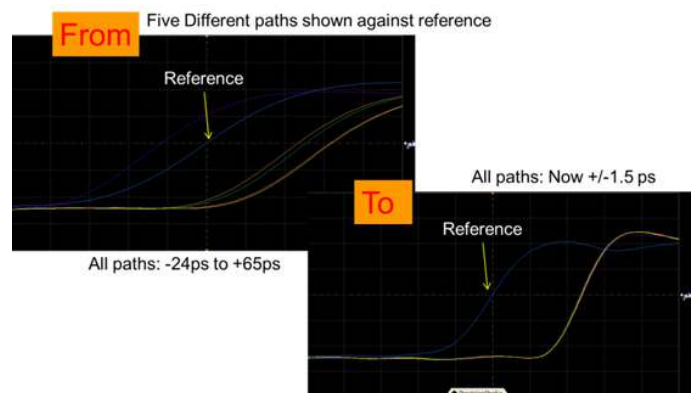 Five Different paths shown against reference
From
Reference
All paths: Now +/-1.5 ps
To
Reference
All paths: -24ps to +65ps